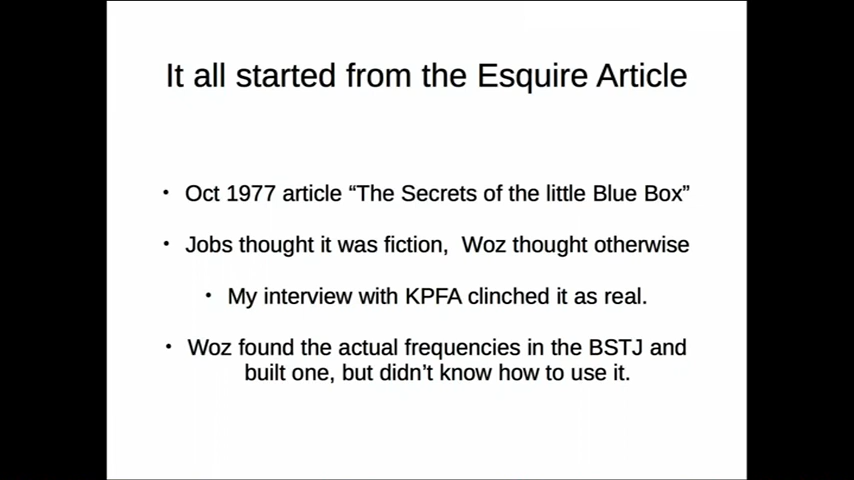 It all started from the Esquire Article
• Oct 1977 article “The Secrets of the little Blue Box”
• Jobs thought it was fiction,  Woz thought otherwise
• My interview with KPFA clinched it as real.
• Woz found the actual frequencies in the BSTJ and
built one, but didn’t know how to use it.